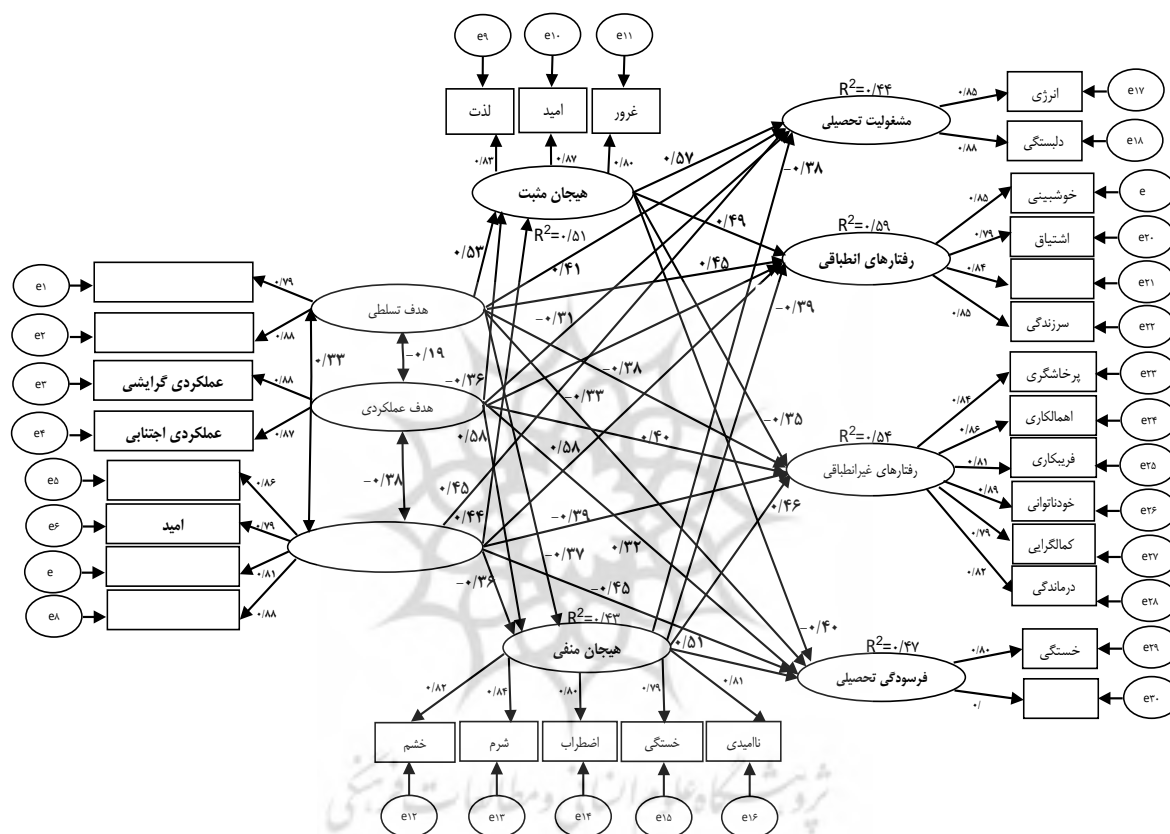 e۹
e۱۰
e۱۱
لذت
امید
غرور
۰/۸۳
۰/۸۷
۰/۸۰
هیجان مثبت
R²=۰/۵۱
R²=۰/۴۴
مشغولیت تحصیلی
۰/۸۵
۰/۸۸
انرژی
دلبستگی
e۱۷
e۱۸
R²=۰/۵۹
رفتارهای انطباقی
۰/۸۵
۰/۷۹
۰/۸۴
۰/۸۵
خوشبینی
اشتیاق
سرزندگی
e
e۲۰
e۲۱
e۲۲
R²=۰/۵۴
رفتارهای غیرانطباقی
۰/۸۴
۰/۸۶
۰/۸۱
۰/۸۹
۰/۷۹
۰/۸۲
پرخاشگری
اهمالکاری
فریبکاری
خودناتوانی
کمالگرایی
درماندگی
e۲۳
e۲۴
e۲۵
e۲۶
e۲۷
e۲۸
R²=۰/۴۷
فرسودگی تحصیلی
۰/۸۰
۰/
خستگی
e۲۹
e۳۰
e۱
e۲
e۳
e۴
e۵
e۶
e
e۸
عملکردی گرایشی
عملکردی اجتنابی
امید
۰/۷۹
۰/۸۸
۰/۸۸
۰/۸۷
۰/۸۶
۰/۷۹
۰/۸۱
۰/۸۸
هدف تسلطی
هدف عملکردی
۰/۳۳
-۰/۱۹
-۰/۳۸
۰/۵۳
-۰/۳۶
۰/۵۸
۰/۴۵
۰/۴۴
-۰/۳۶
۰/۵۷
-۰/۳۸
۰/۴۹
۰/۴۱
۰/۴۵
-۰/۳۱
-۰/۳۹
-۰/۳۸
-۰/۳۳
۰/۵۸
۰/۴۰
-۰/۳۵
۰/۴۶
-۰/۳۹
-۰/۳۷
۰/۳۲
-۰/۴۵
-۰/۴۰
۰/۵۱
R²=۰/۴۳
هیجان منفی
۰/۸۲
۰/۸۴
۰/۸۰
۰/۷۹
۰/۸۱
خشم
شرم
اضطراب
خستگی
ناامیدی
e۱۲
e۱۳
e۱۴
e۱۵
e۱۶
پژوهشگاه علوم انسانی و مطالعات فرهنگی